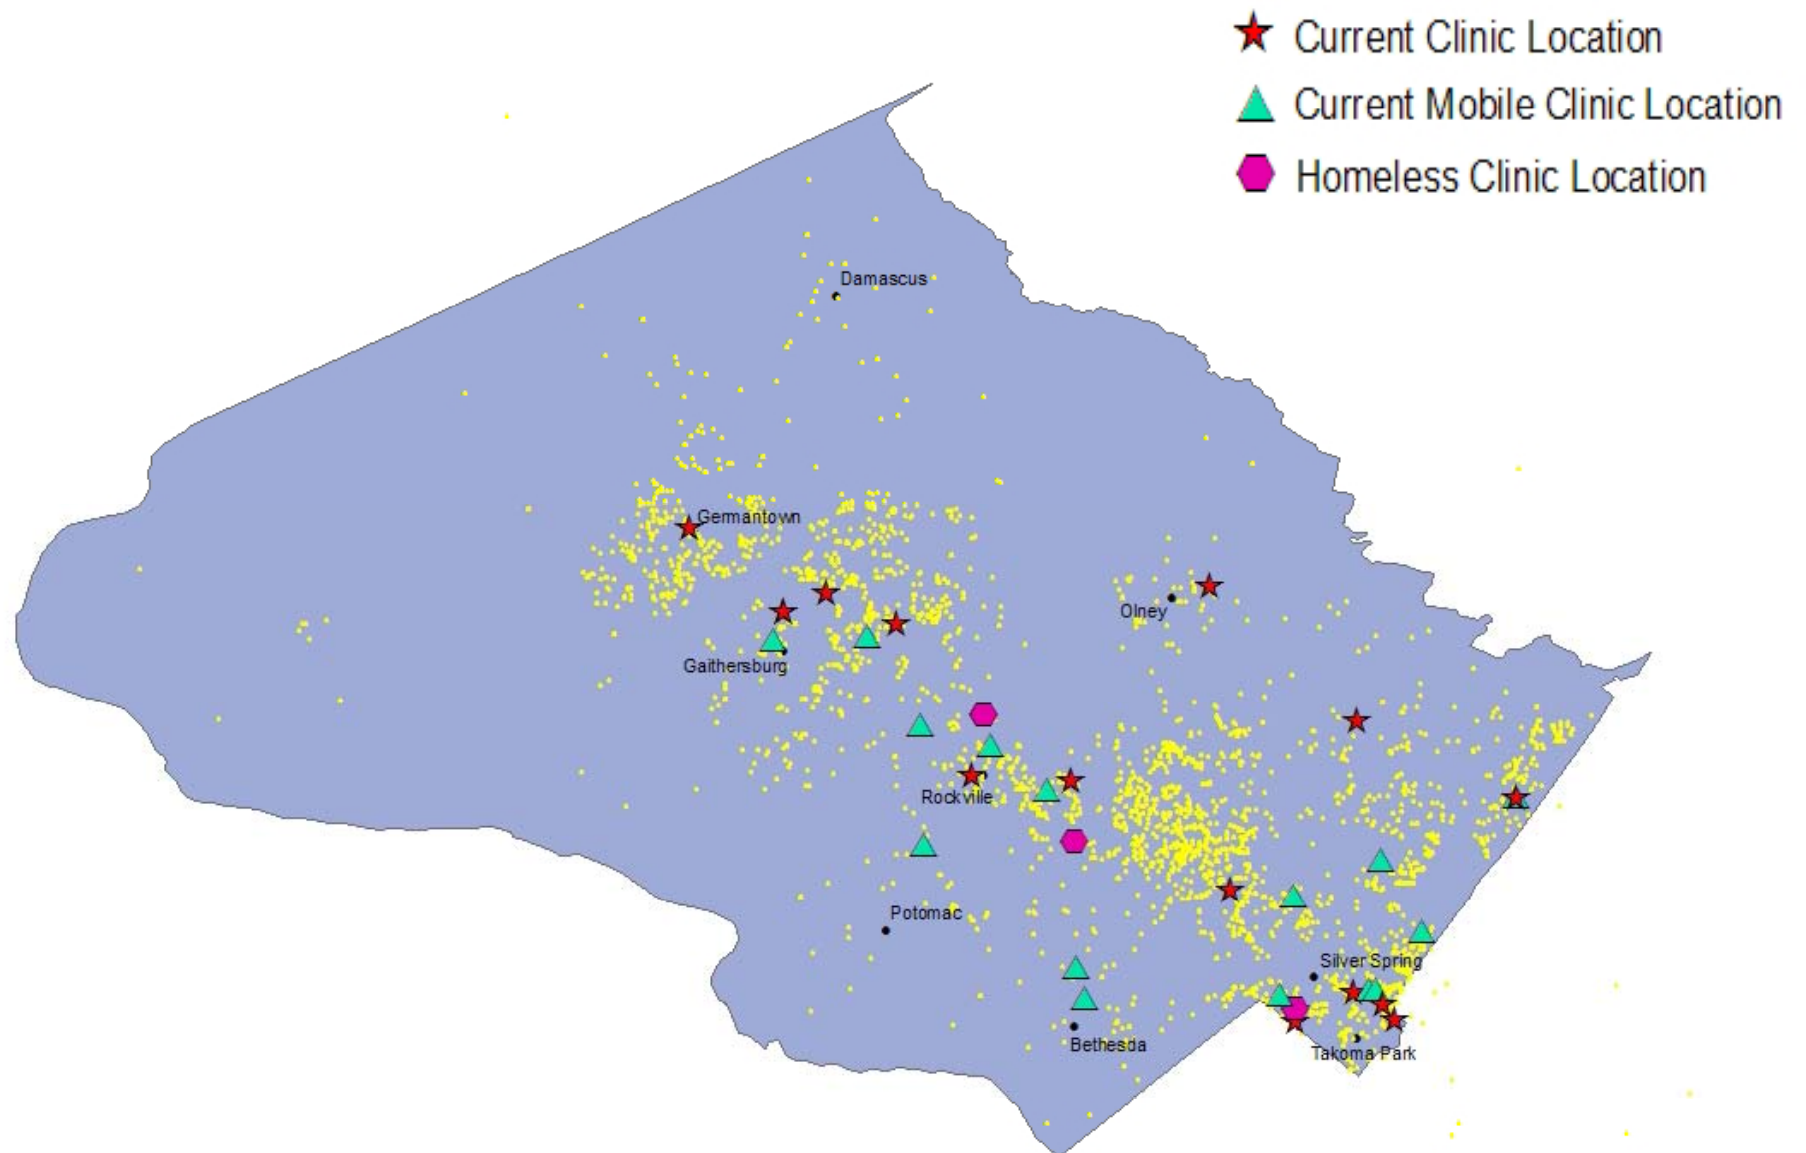 Current Clinic Location
Current Mobile Clinic Location
Homeless Clinic Location
Damascus
Germantown
Olney
Gaithersburg
Rockville
Potomac
Silver Spring
Bethesda
Takoma Park